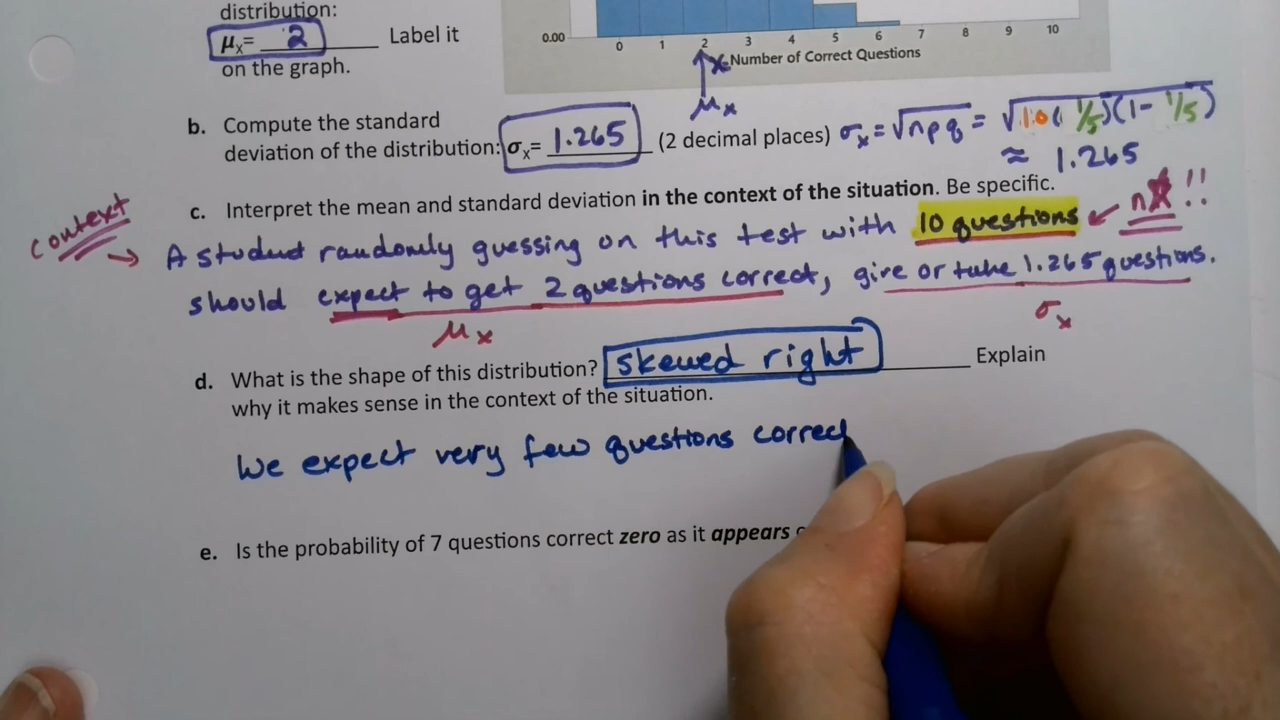 distribution:
μx= 2 Label it
on the graph.
0.00
0 1 2 3 4 5 6 7 8 9 10
x Number of Correct Questions
μx
b. Compute the standard
deviation of the distribution: σx= 1.265 (2 decimal places) σx = √npq = √10(1/5)(1-1/5)
≈ 1.265
c. Interpret the mean and standard deviation in the context of the situation. Be specific.
context → A student randomly guessing on this test with 10 questions ← n !!
should expect to get 2 questions correct, give or take 1.265 questions.
μx σx
d. What is the shape of this distribution? skewed right Explain
why it makes sense in the context of the situation.
We expect very few questions correct
e. Is the probability of 7 questions correct zero as it appears